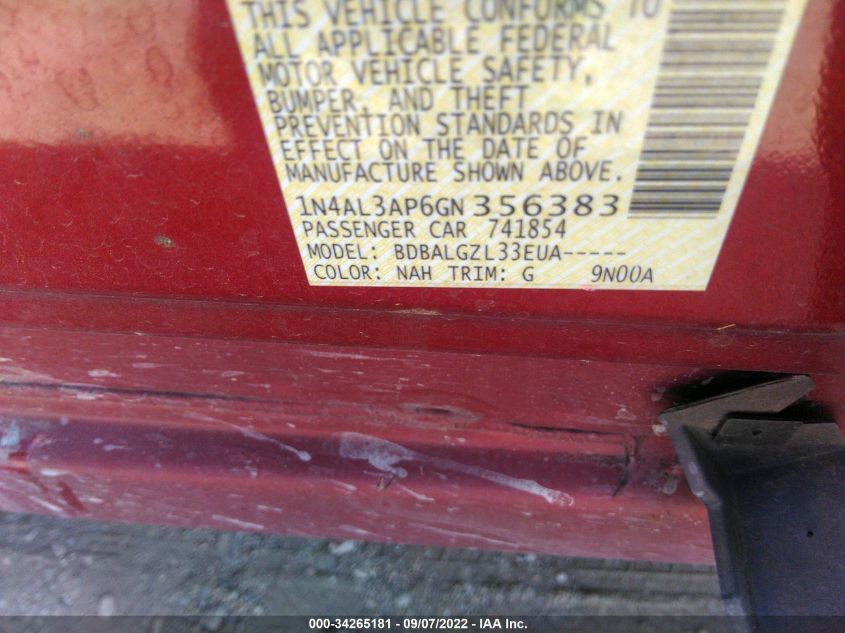 THIS VEHICLE CONFORMS TO
ALL APPLICABLE FEDERAL
MOTOR VEHICLE SAFETY,
BUMPER, AND THEFT
PREVENTION STANDARDS IN
EFFECT ON THE DATE OF
MANUFACTURE SHOWN ABOVE.
1N4AL3AP6GN356383
PASSENGER CAR 741854
MODEL: BDBALGZL33EUA-----
COLOR: NAH TRIM: G 9N00A
000-34265181 - 09/07/2022 - IAA Inc.